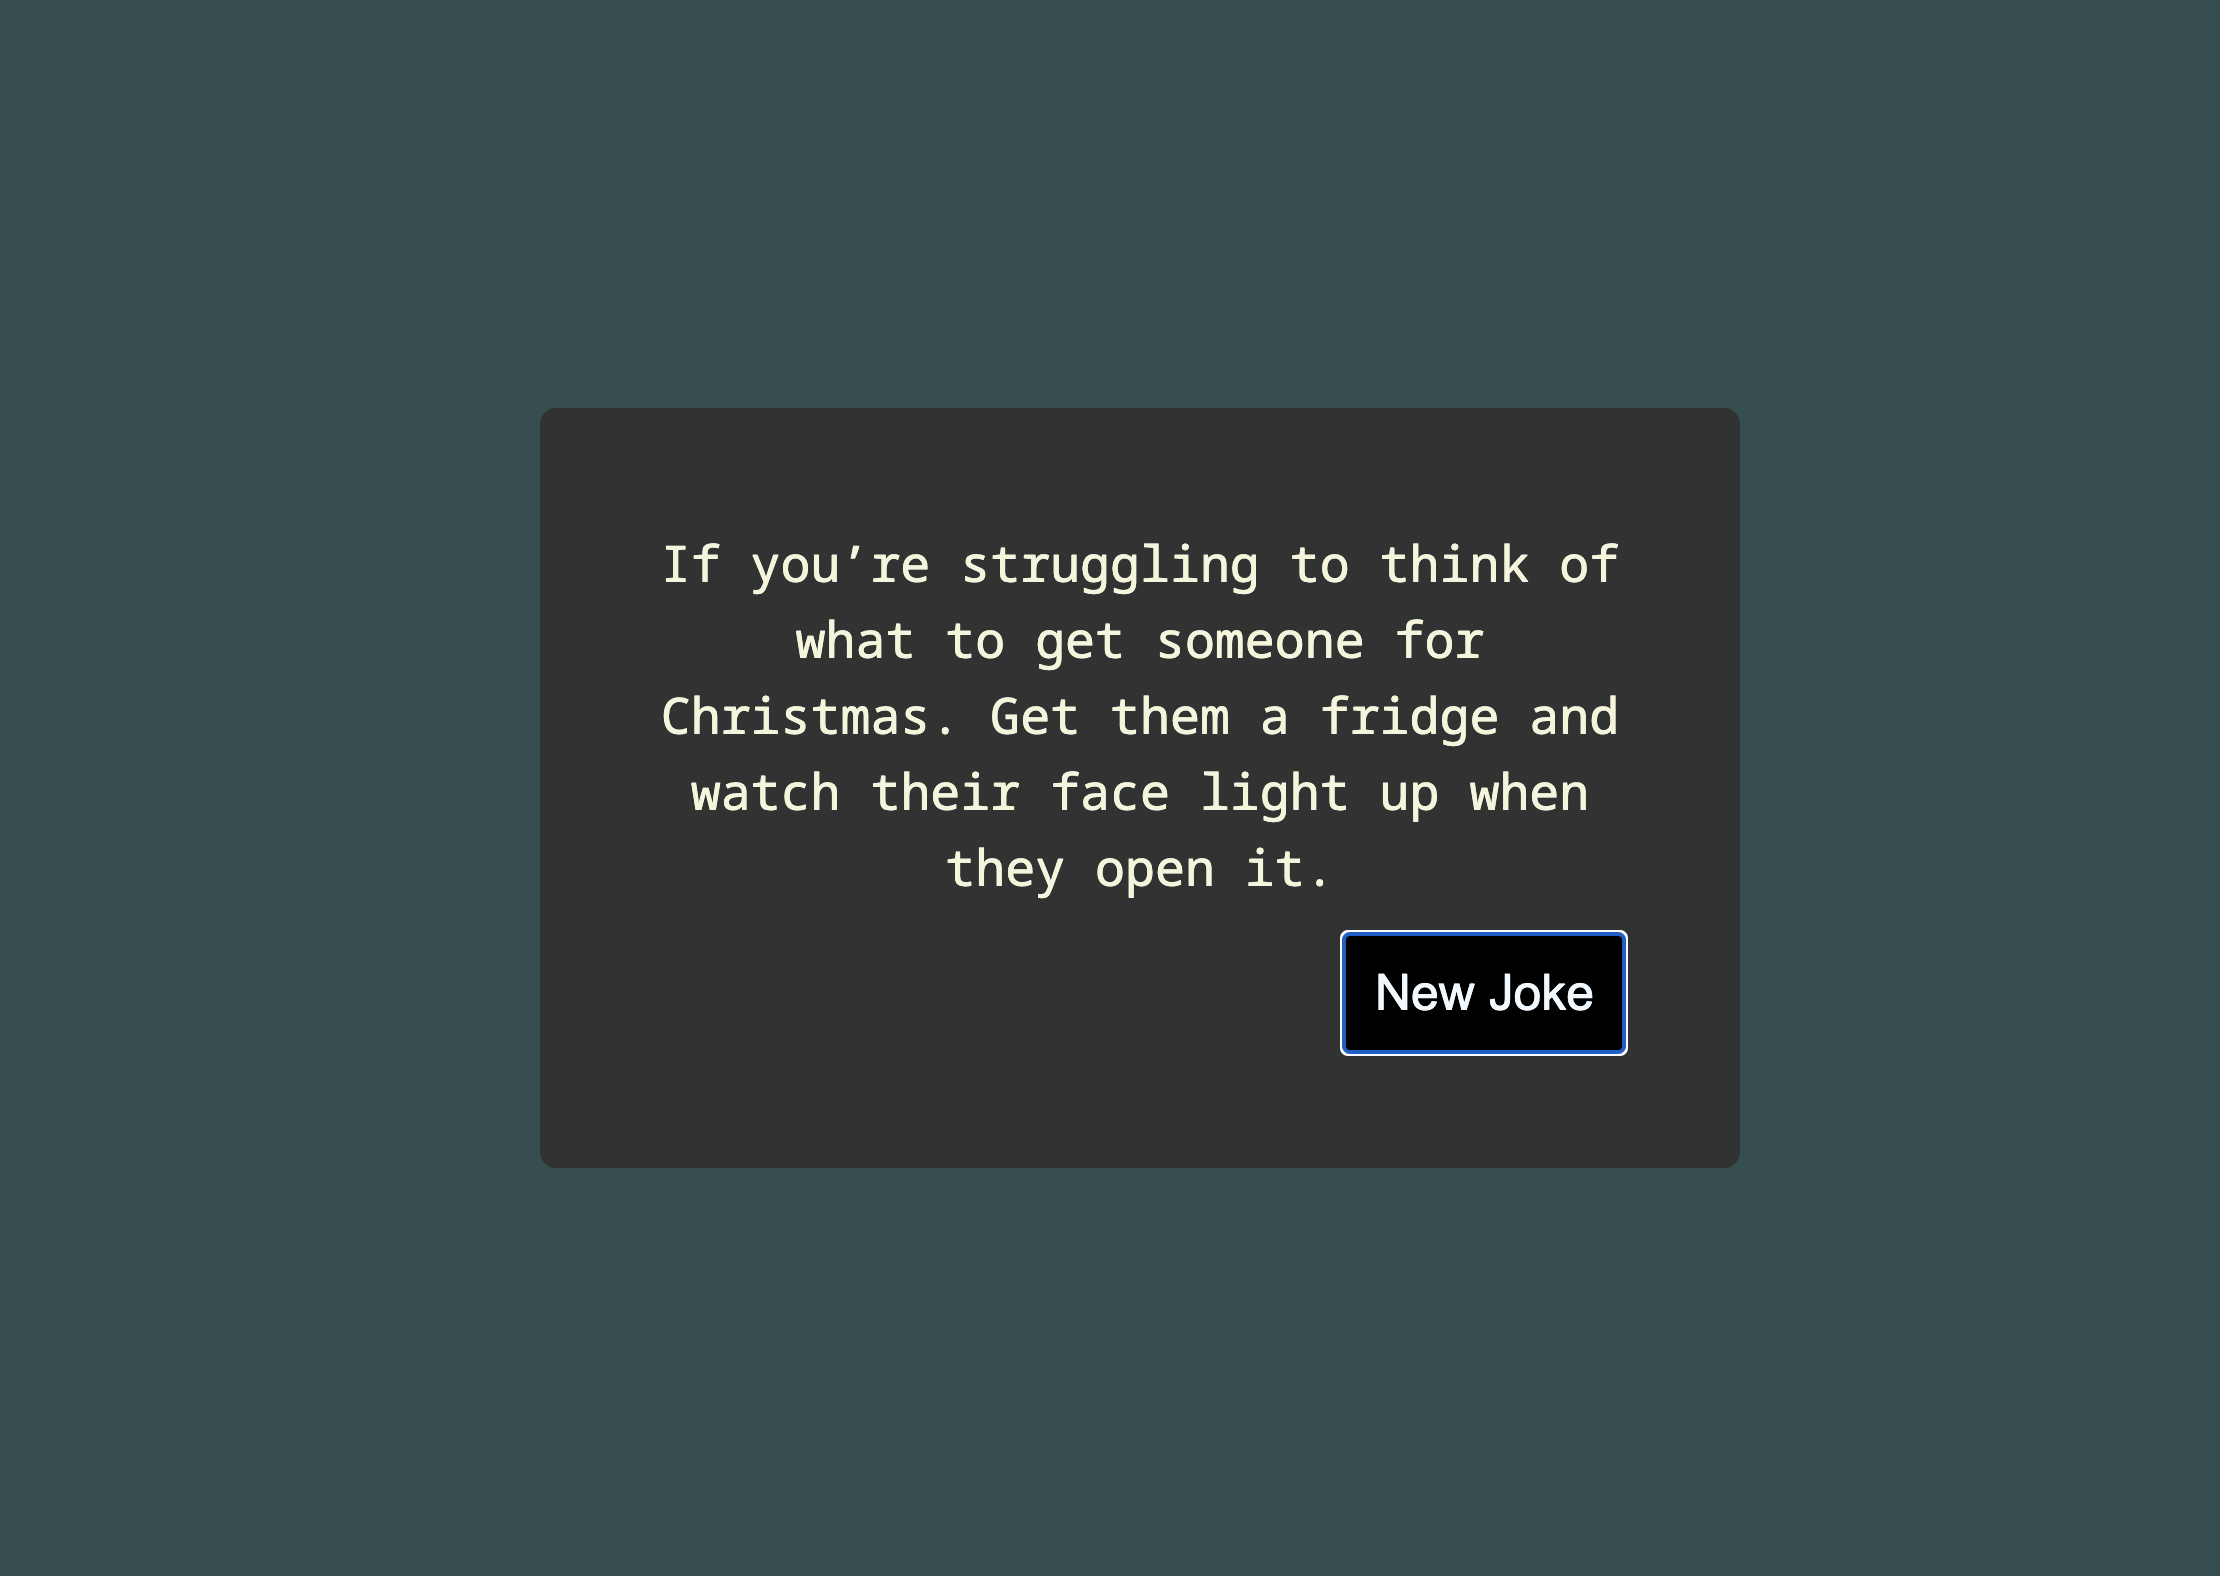 If you’re struggling to think of
what to get someone for
Christmas. Get them a fridge and
watch their face light up when
they open it.
New Joke